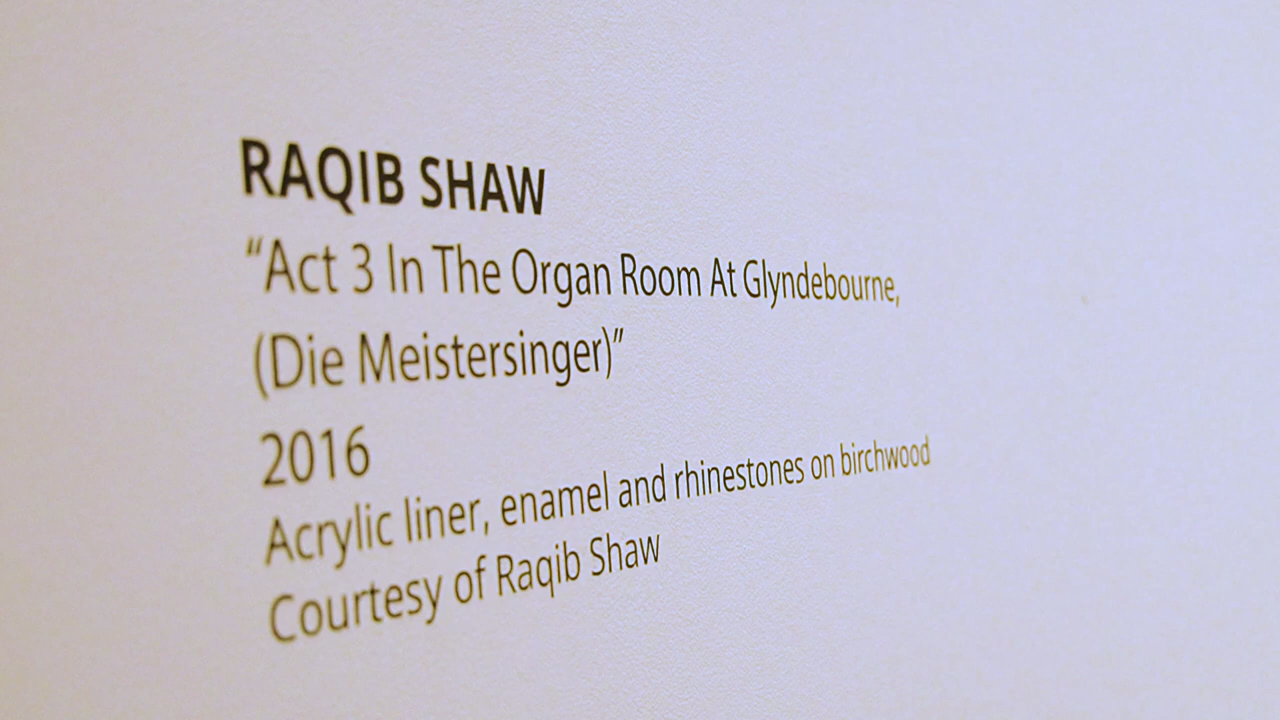 RAQIB SHAW
“Act 3 In The Organ Room At Glyndebourne,
(Die Meistersinger)”
2016
Acrylic liner, enamel and rhinestones on birchwood
Courtesy of Raqib Shaw